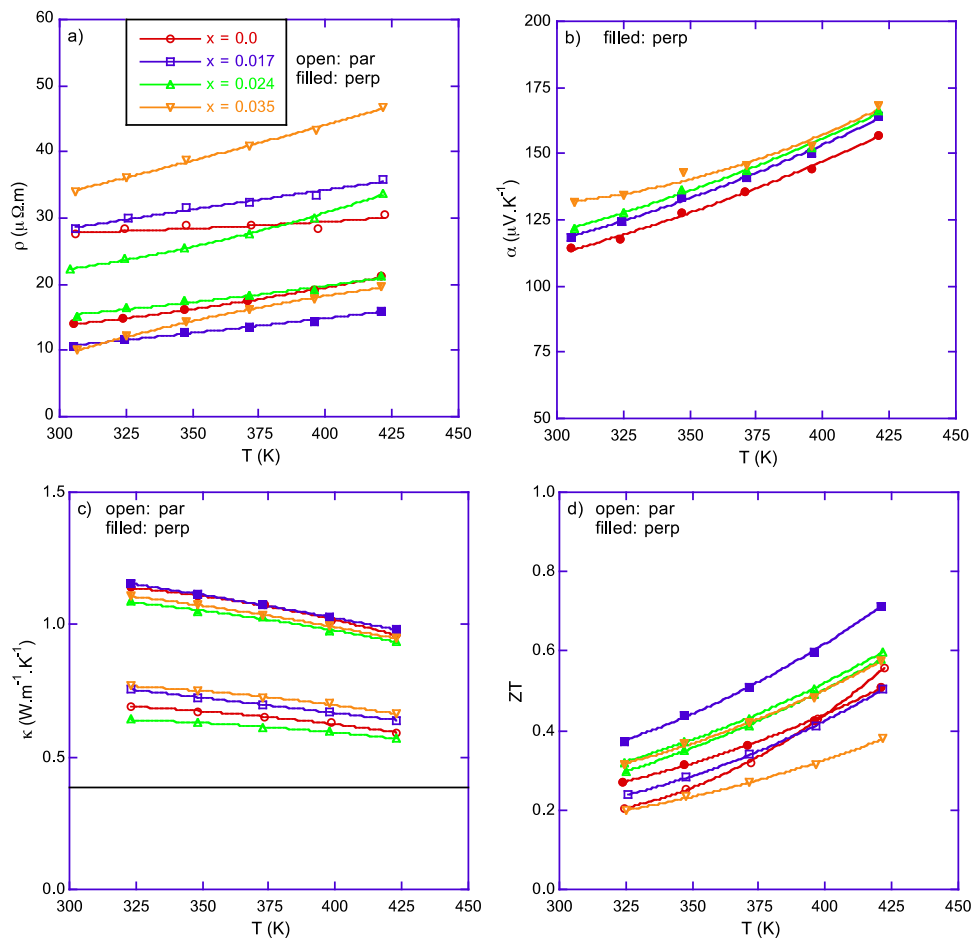 a)
x = 0.0
x = 0.017
x = 0.024
x = 0.035
open: par
filled: perp
60
50
40
30
20
10
0
ρ (μ Ω.m)
300 325 350 375 400 425 450
T (K)
b)
filled: perp
200
175
150
125
100
75
50
α (μV.K⁻¹)
300 325 350 375 400 425 450
T (K)
c)
open: par
filled: perp
1.5
1.0
0.5
0.0
κ (W.m⁻¹.K⁻¹)
300 325 350 375 400 425 450
T (K)
d)
open: par
filled: perp
1.0
0.8
0.6
0.4
0.2
0.0
ZT
300 325 350 375 400 425 450
T (K)